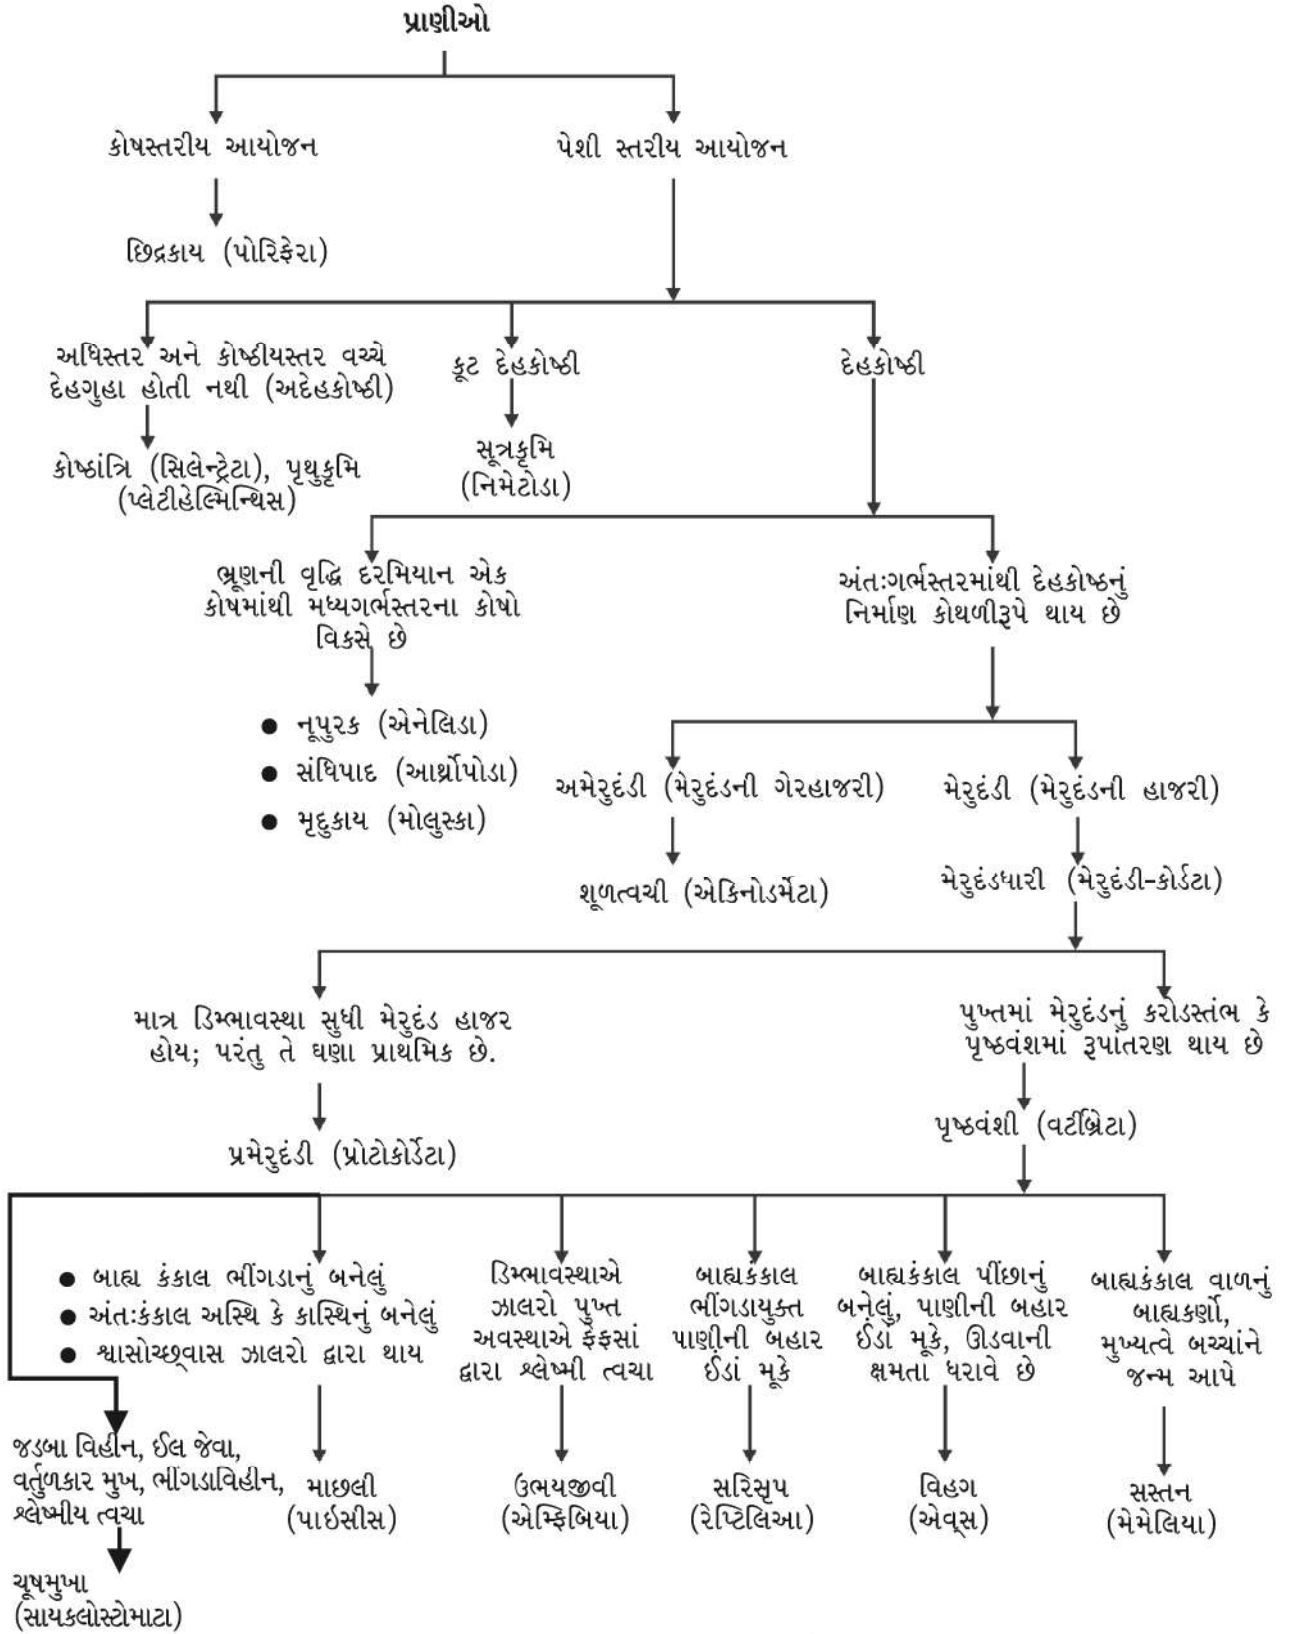 પ્રાણીઓ
કોષસ્તરીય આયોજન
પેશી સ્તરીય આયોજન
છિદ્રકાય (પોરિફેરા)
અધિસ્તર અને કોષ્ઠીયસ્તર વચ્ચે
દેહગુહા હોતી નથી (અદેહકોષ્ઠી)
કૂટ દેહકોષ્ઠી
દેહકોષ્ઠી
કોષ્ઠાંત્રિ (સિલેન્ટ્રેટા), પૃથુકૃમિ
(પ્લેટીહેલ્મિન્થિસ)
સૂત્રકૃમિ
(નિમેટોડા)
ભ્રૂણની વૃદ્ધિ દરમિયાન એક
કોષમાંથી મધ્યગર્ભસ્તરના કોષો
વિકસે છે
અંતઃગર્ભસ્તરમાંથી દેહકોષ્ઠનું
નિર્માણ કોથળીરૂપે થાય છે
● નૂપુરક (એનેલિડા)
● સંધિપાદ (આર્થ્રોપોડા)
● મૃદુકાય (મોલુસ્કા)
અમેરુદંડી (મેરુદંડની ગેરહાજરી)
મેરુદંડી (મેરુદંડની હાજરી)
શૂળત્વચી (એકિનોડર્મેટા)
મેરુદંડધારી (મેરુદંડી-કોર્ડટા)
માત્ર ડિમ્ભાવસ્થા સુધી મેરુદંડ હાજર
હોય; પરંતુ તે ઘણા પ્રાથમિક છે.
પુખ્તમાં મેરુદંડનું કરોડસ્તંભ કે
પૃષ્ઠવંશમાં રૂપાંતરણ થાય છે
પ્રમેરુદંડી (પ્રોટોકોર્ડેટા)
પૃષ્ઠવંશી (વર્ટીબ્રેટા)
● બાહ્ય કંકાલ ભીંગડાનું બનેલું
● અંતઃકંકાલ અસ્થિ કે કાસ્થિનું બનેલું
● શ્વાસોચ્છ્વાસ ઝાલરો દ્વારા થાય
ડિમ્ભાવસ્થાએ
ઝાલરો પુખ્ત
અવસ્થાએ ફેફસાં
દ્વારા શ્લેષ્મી ત્વચા
બાહ્યકંકાલ
ભીંગડાયુક્ત
પાણીની બહાર
ઈંડાં મૂકે
બાહ્યકંકાલ પીંછાનું
બનેલું, પાણીની બહાર
ઈંડાં મૂકે, ઊડવાની
ક્ષમતા ધરાવે છે
બાહ્યકંકાલ વાળનું
બાહ્યકર્ણો,
મુખ્યત્વે બચ્ચાંને
જન્મ આપે
જડબા વિહીન, ઈલ જેવા,
વર્તુળકાર મુખ, ભીંગડાવિહીન,
શ્લેષ્મીય ત્વચા
માછલી
(પાઇસીસ)
ઉભયજીવી
(એમ્ફિબિયા)
સરિસૃપ
(રેપ્ટિલિઆ)
વિહગ
(એવ્સ)
સસ્તન
(મેમેલિયા)
ચૂષમુખા
(સાયકલોસ્ટોમાટા)